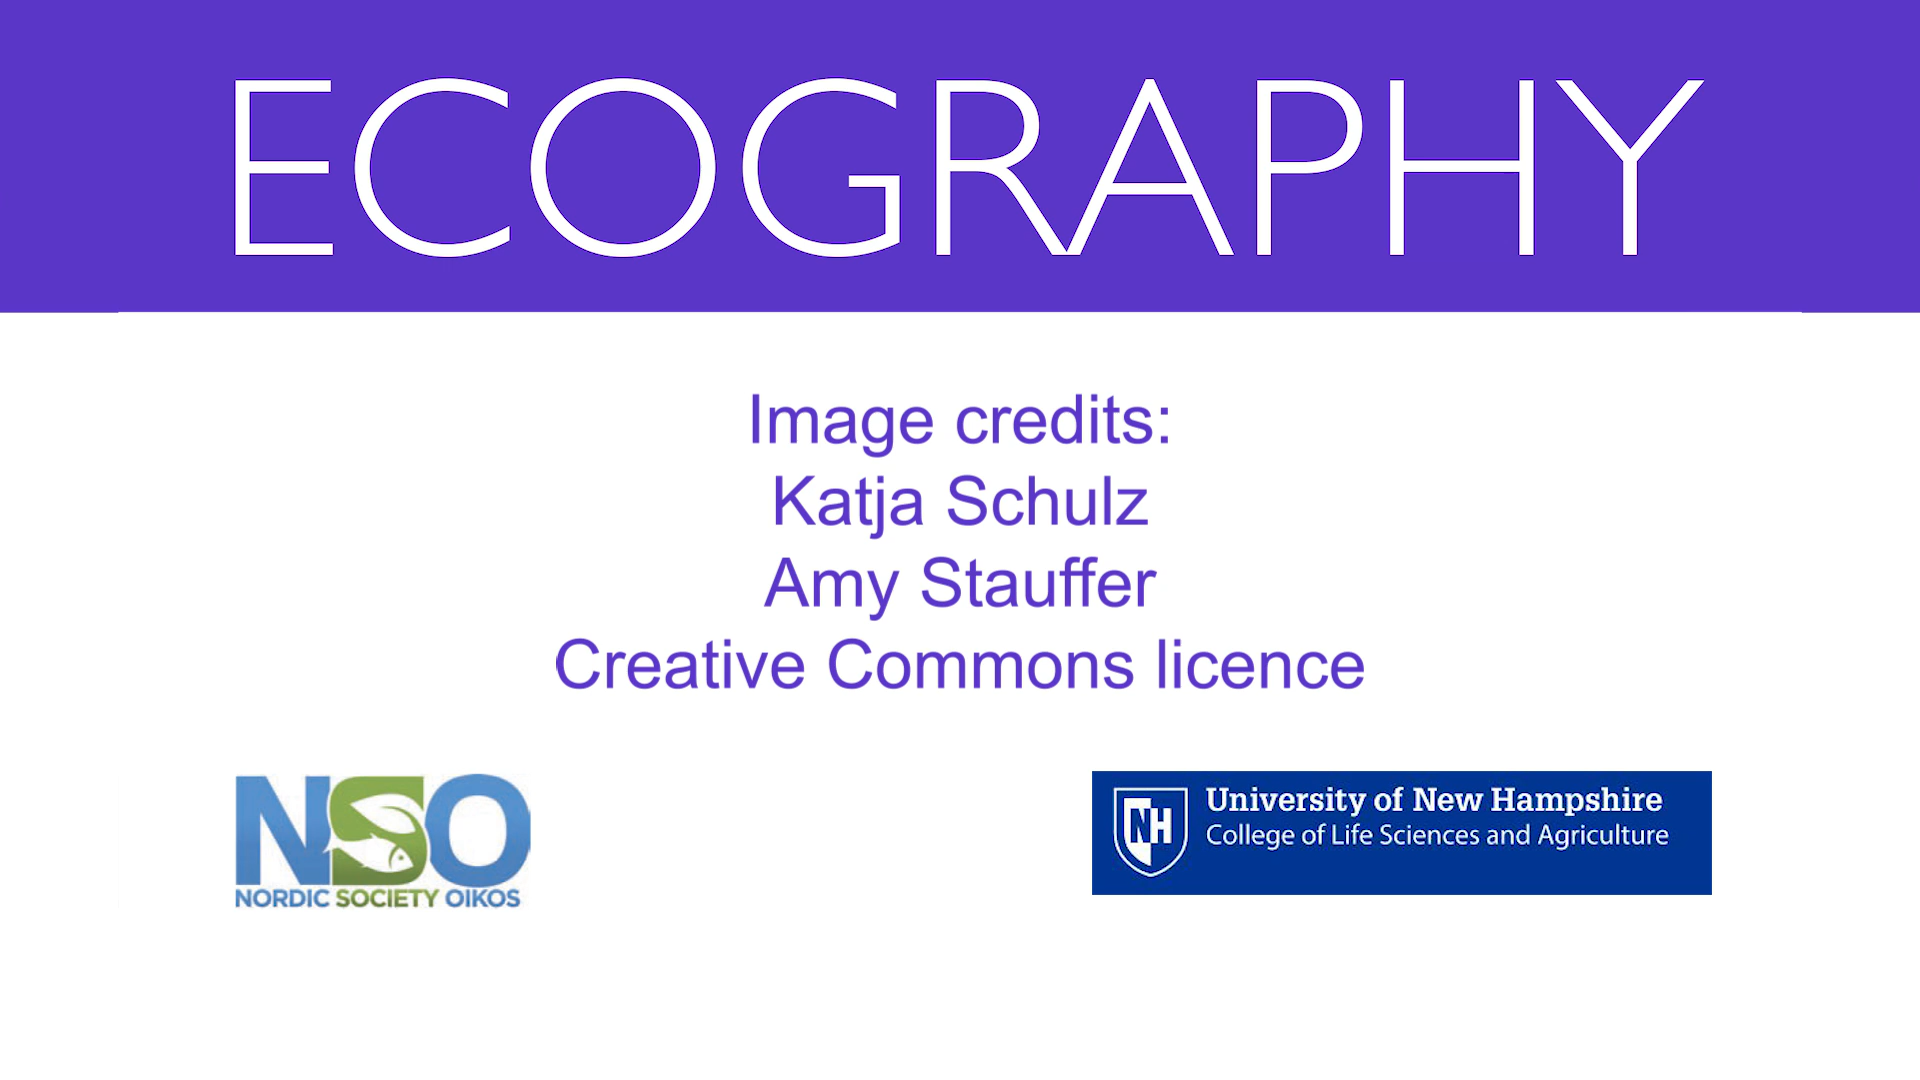 ECOGRAPHY
Image credits:
Katja Schulz
Amy Stauffer
Creative Commons licence
NSO
NORDIC SOCIETY OIKOS
NH
University of New Hampshire
College of Life Sciences and Agriculture